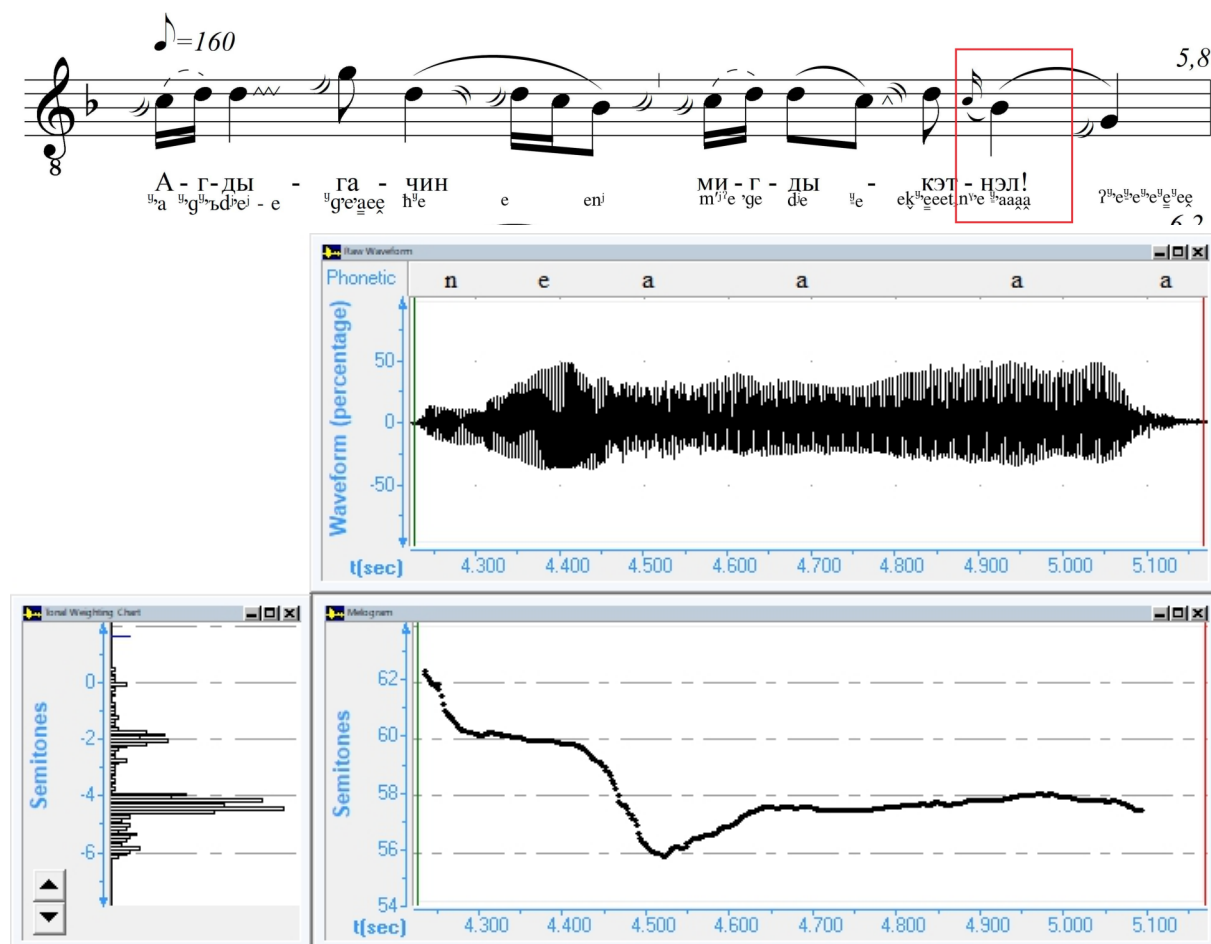 ♪=160
5,8
8
А - г - ды - га - чин ми - г - ды - кэт - нэл!
6,2
Raw Waveform
Phonetic n e a a a a
Waveform (percentage)
50
0
-50
t(sec) 4.300 4.400 4.500 4.600 4.700 4.800 4.900 5.000 5.100
Tonal Weighting Chart
Semitones
0
-2
-4
-6
Melogram
Semitones
62
60
58
56
54
t(sec) 4.300 4.400 4.500 4.600 4.700 4.800 4.900 5.000 5.100